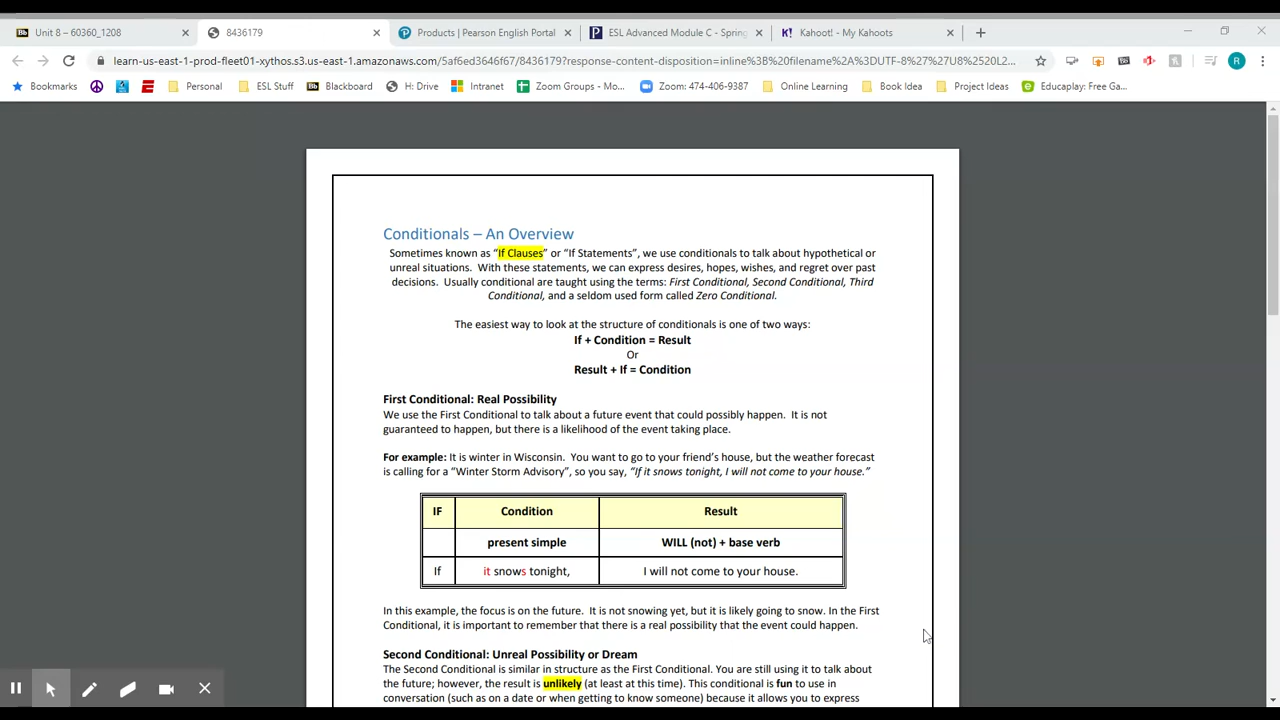 Unit 8 – 60360_1208
8436179
Products | Pearson English Portal
ESL Advanced Module C - Spring
Kahoot! - My Kahoots
learn-us-east-1-prod-fleet01-xythos.s3.us-east-1.amazonaws.com/5af6ed3646f67/8436179?response-content-disposition=inline%3B%20filename%2A%3DUTF-8%27%27U8%2520L2...
R
Bookmarks
Personal
ESL Stuff
Bb Blackboard
H: Drive
Intranet
Zoom Groups - Mo...
Zoom: 474-406-9387
Online Learning
Book Idea
Project Ideas
Educaplay: Free Ga...
Conditionals – An Overview
Sometimes known as “If Clauses” or “If Statements”, we use conditionals to talk about hypothetical or
unreal situations. With these statements, we can express desires, hopes, wishes, and regret over past
decisions. Usually conditional are taught using the terms: First Conditional, Second Conditional, Third
Conditional, and a seldom used form called Zero Conditional.
The easiest way to look at the structure of conditionals is one of two ways:
If + Condition = Result
Or
Result + If = Condition
First Conditional: Real Possibility
We use the First Conditional to talk about a future event that could possibly happen. It is not
guaranteed to happen, but there is a likelihood of the event taking place.
For example: It is winter in Wisconsin. You want to go to your friend’s house, but the weather forecast
is calling for a “Winter Storm Advisory”, so you say, “If it snows tonight, I will not come to your house.”
IF Condition Result
present simple WILL (not) + base verb
If it snows tonight, I will not come to your house.
In this example, the focus is on the future. It is not snowing yet, but it is likely going to snow. In the First
Conditional, it is important to remember that there is a real possibility that the event could happen.
Second Conditional: Unreal Possibility or Dream
The Second Conditional is similar in structure as the First Conditional. You are still using it to talk about
the future; however, the result is unlikely (at least at this time). This conditional is fun to use in
conversation (such as on a date or when getting to know someone) because it allows you to express